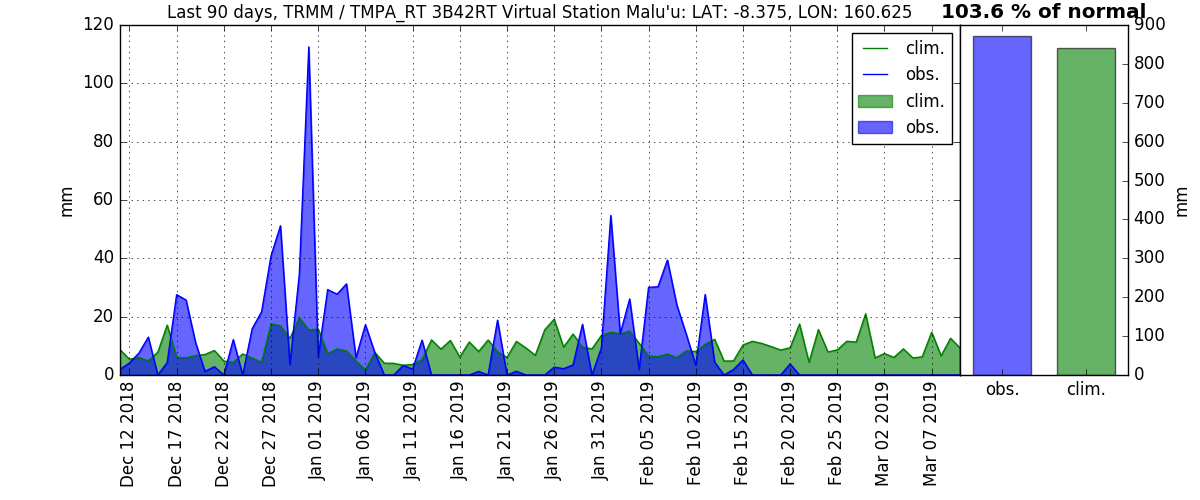 Last 90 days, TRMM / TMPA_RT 3B42RT Virtual Station Malu'u: LAT: -8.375, LON: 160.625
103.6 % of normal
mm
120
100
80
60
40
20
0
clim.
obs.
clim.
obs.
900
800
700
600
500
400
300
200
100
0
mm
Dec 12 2018
Dec 17 2018
Dec 22 2018
Dec 27 2018
Jan 01 2019
Jan 06 2019
Jan 11 2019
Jan 16 2019
Jan 21 2019
Jan 26 2019
Jan 31 2019
Feb 05 2019
Feb 10 2019
Feb 15 2019
Feb 20 2019
Feb 25 2019
Mar 02 2019
Mar 07 2019
obs.
clim.